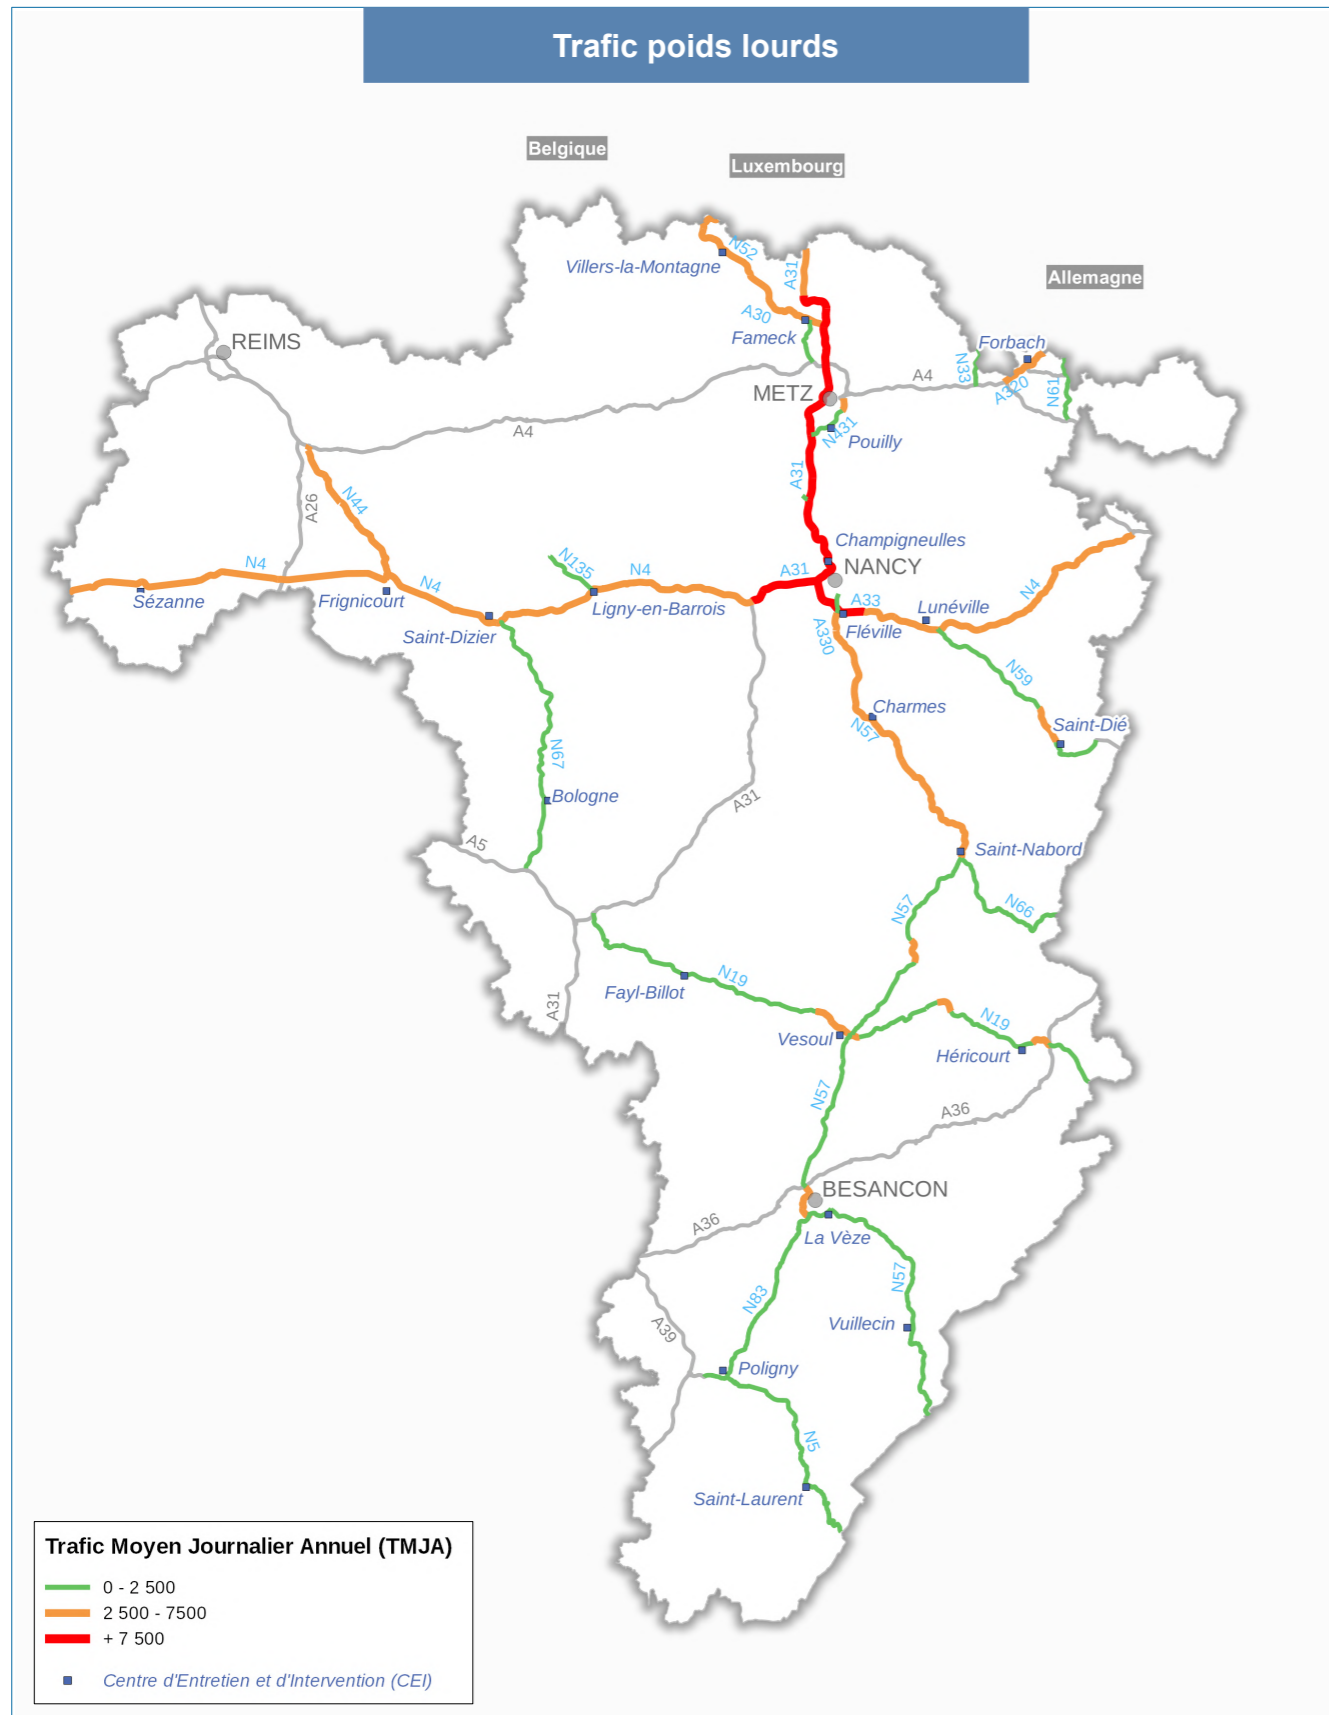 Trafic poids lourds
Belgique
Luxembourg
Allemagne
N52
Villers-la-Montagne
A31
A30
Fameck
REIMS
Forbach
N33
A320
N61
A4
METZ
A4
N431
Pouilly
A31
N44
A26
Champigneulles
NANCY
N4
N135
N4
A31
N4
A33
Lunéville
N4
Sézanne
Frignicourt
Saint-Dizier
Ligny-en-Barrois
A330
Fléville
N59
Charmes
N57
Saint-Dié
N67
Bologne
A31
A5
Saint-Nabord
N57
N66
Fayl-Billot
N19
A31
Vesoul
N19
Héricourt
N57
A36
BESANCON
A36
La Vèze
N57
N83
Vuillecin
A39
Poligny
N5
Saint-Laurent
Trafic Moyen Journalier Annuel (TMJA)
0 - 2 500
2 500 - 7500
+ 7 500
Centre d'Entretien et d'Intervention (CEI)